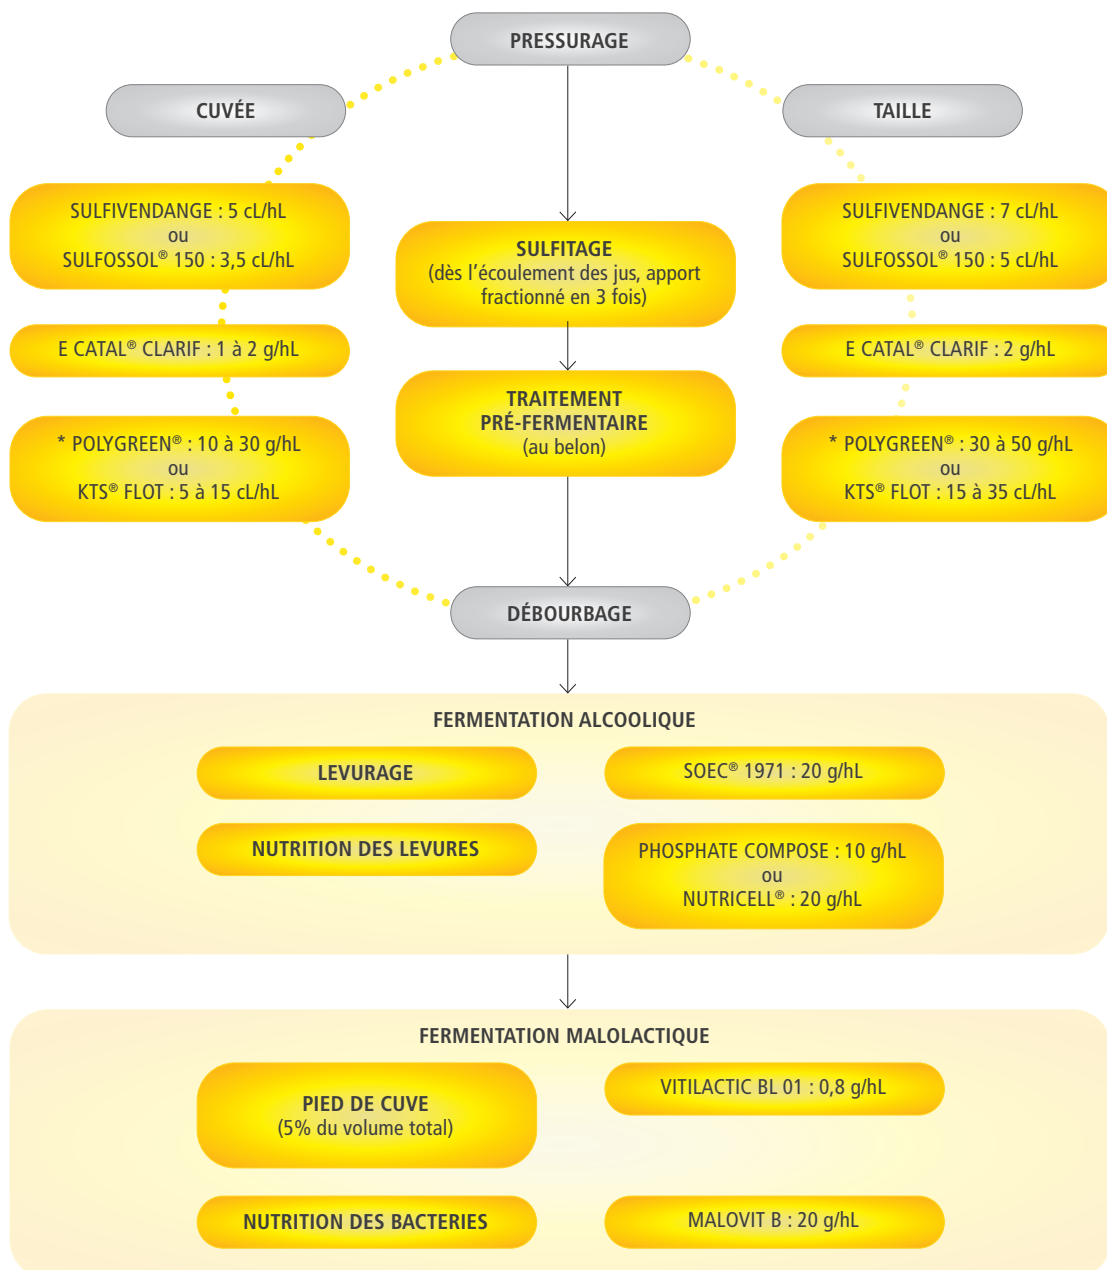 PRESSURAGE
CUVÉE
TAILLE
SULFIVENDANGE : 5 cL/hL
ou
SULFOSSOL® 150 : 3,5 cL/hL
SULFITAGE
(dès l'écoulement des jus, apport
fractionné en 3 fois)
SULFIVENDANGE : 7 cL/hL
ou
SULFOSSOL® 150 : 5 cL/hL
E CATAL® CLARIF : 1 à 2 g/hL
E CATAL® CLARIF : 2 g/hL
TRAITEMENT
PRÉ-FERMENTAIRE
(au belon)
* POLYGREEN® : 10 à 30 g/hL
ou
KTS® FLOT : 5 à 15 cL/hL
* POLYGREEN® : 30 à 50 g/hL
ou
KTS® FLOT : 15 à 35 cL/hL
DÉBOURBAGE
FERMENTATION ALCOOLIQUE
LEVURAGE
SOEC® 1971 : 20 g/hL
NUTRITION DES LEVURES
PHOSPHATE COMPOSE : 10 g/hL
ou
NUTRICELL® : 20 g/hL
FERMENTATION MALOLACTIQUE
PIED DE CUVE
(5% du volume total)
VITILACTIC BL 01 : 0,8 g/hL
NUTRITION DES BACTERIES
MALOVIT B : 20 g/hL